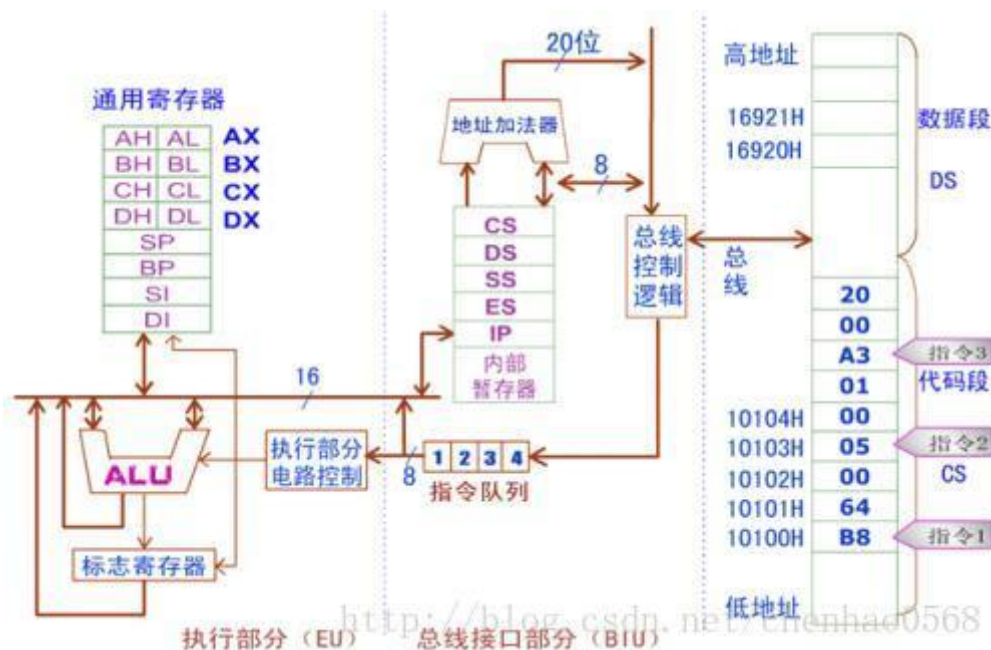 通用寄存器
AH AL AX
BH BL BX
CH CL CX
DH DL DX
SP
BP
SI
DI
16
ALU
执行部分
电路控制
标志寄存器
执行部分（EU）
20位
地址加法器
8
CS
DS
SS
ES
IP
内部
暂存器
总线
控制
逻辑
8
1 2 3 4
指令队列
总线接口部分（BIU）
总
线
高地址
16921H
16920H
数据段
DS
20
00
A3 指令3
01 代码段
10104H 00
10103H 05 指令2
10102H 00 CS
10101H 64
10100H B8 指令1
低地址
http://blog.csdn.net/chenhao0568